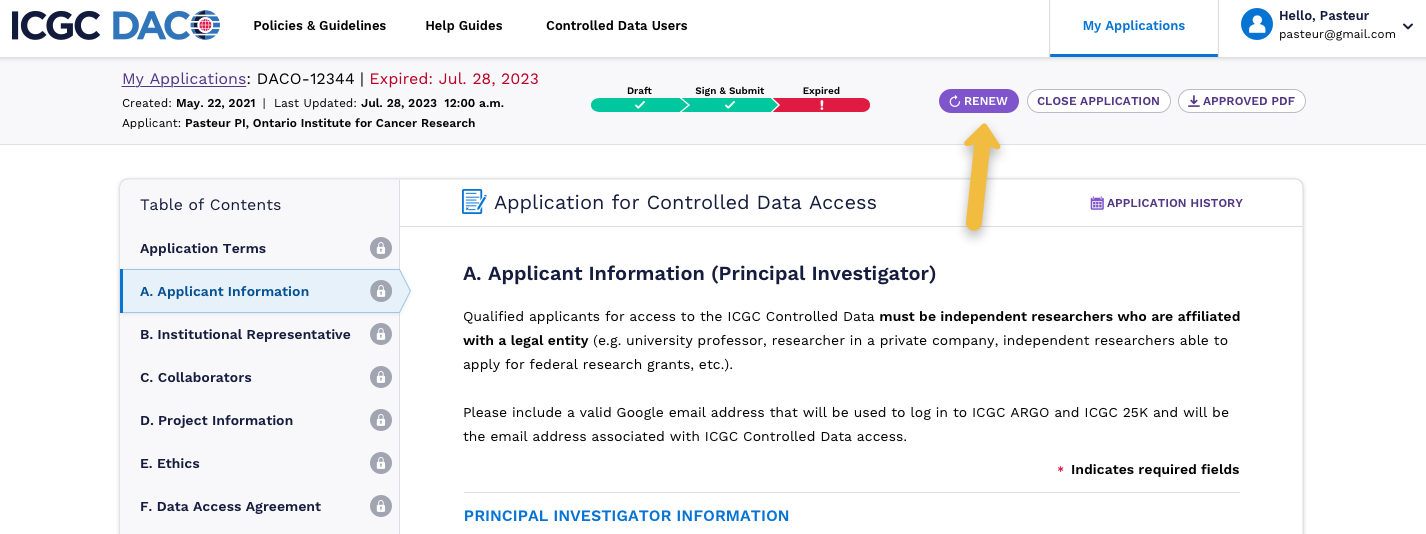 ICGC DACO
Policies & Guidelines
Help Guides
Controlled Data Users
My Applications
Hello, Pasteur
pasteur@gmail.com
My Applications: DACO-12344 | Expired: Jul. 28, 2023
Created: May. 22, 2021 | Last Updated: Jul. 28, 2023 12:00 a.m.
Applicant: Pasteur PI, Ontario Institute for Cancer Research
Draft
Sign & Submit
Expired
!
RENEW
CLOSE APPLICATION
APPROVED PDF
Table of Contents
Application Terms
A. Applicant Information
B. Institutional Representative
C. Collaborators
D. Project Information
E. Ethics
F. Data Access Agreement
Application for Controlled Data Access
APPLICATION HISTORY
A. Applicant Information (Principal Investigator)
Qualified applicants for access to the ICGC Controlled Data must be independent researchers who are affiliated
with a legal entity (e.g. university professor, researcher in a private company, independent researchers able to
apply for federal research grants, etc.).
Please include a valid Google email address that will be used to log in to ICGC ARGO and ICGC 25K and will be
the email address associated with ICGC Controlled Data access.
* Indicates required fields
PRINCIPAL INVESTIGATOR INFORMATION